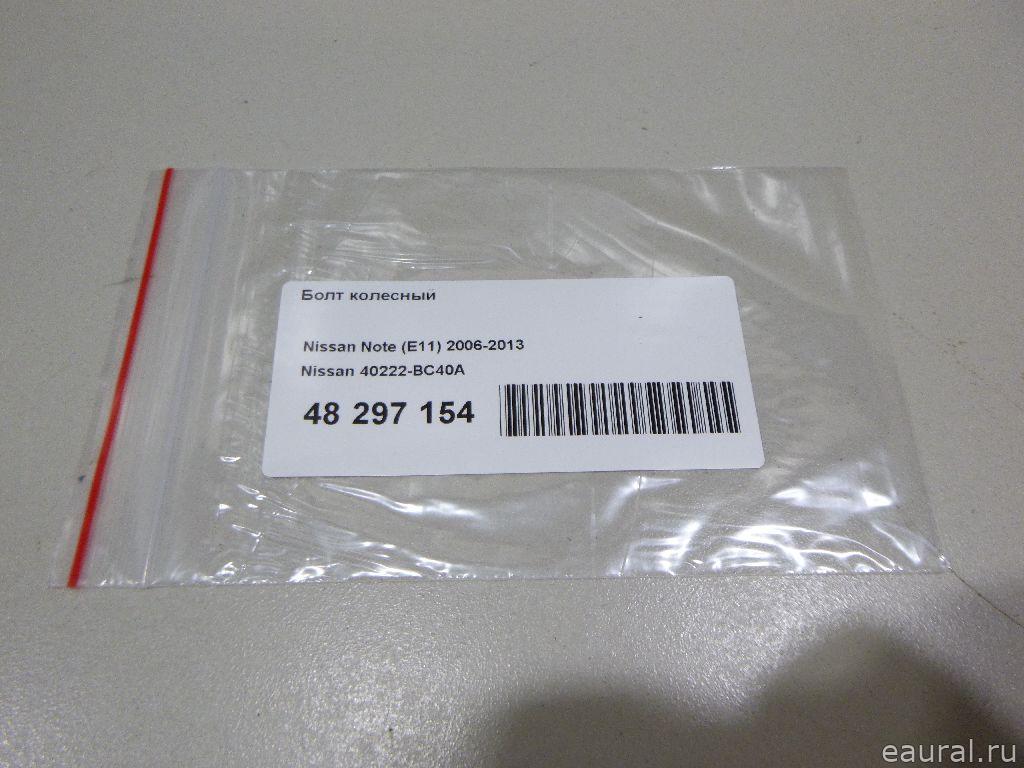 Болт колесный
Nissan Note (E11) 2006-2013
Nissan 40222-BC40A
48 297 154
eaural.ru